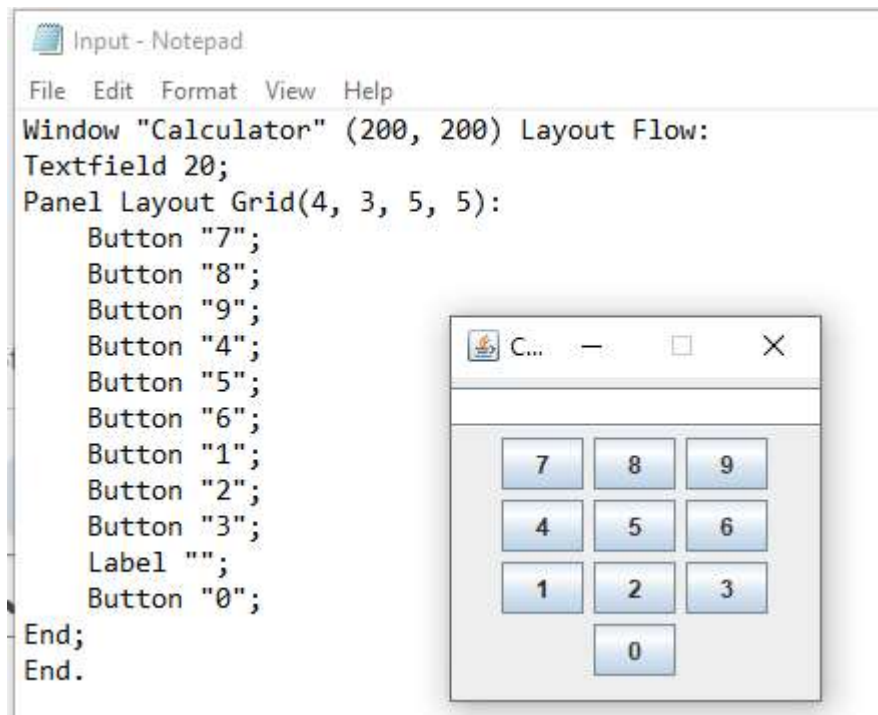 Input - Notepad
File Edit Format View Help
Window "Calculator" (200, 200) Layout Flow:
Textfield 20;
Panel Layout Grid(4, 3, 5, 5):
    Button "7";
    Button "8";
    Button "9";
    Button "4";
    Button "5";
    Button "6";
    Button "1";
    Button "2";
    Button "3";
    Label "";
    Button "0";
End;
End.
C...
7 8 9
4 5 6
1 2 3
0